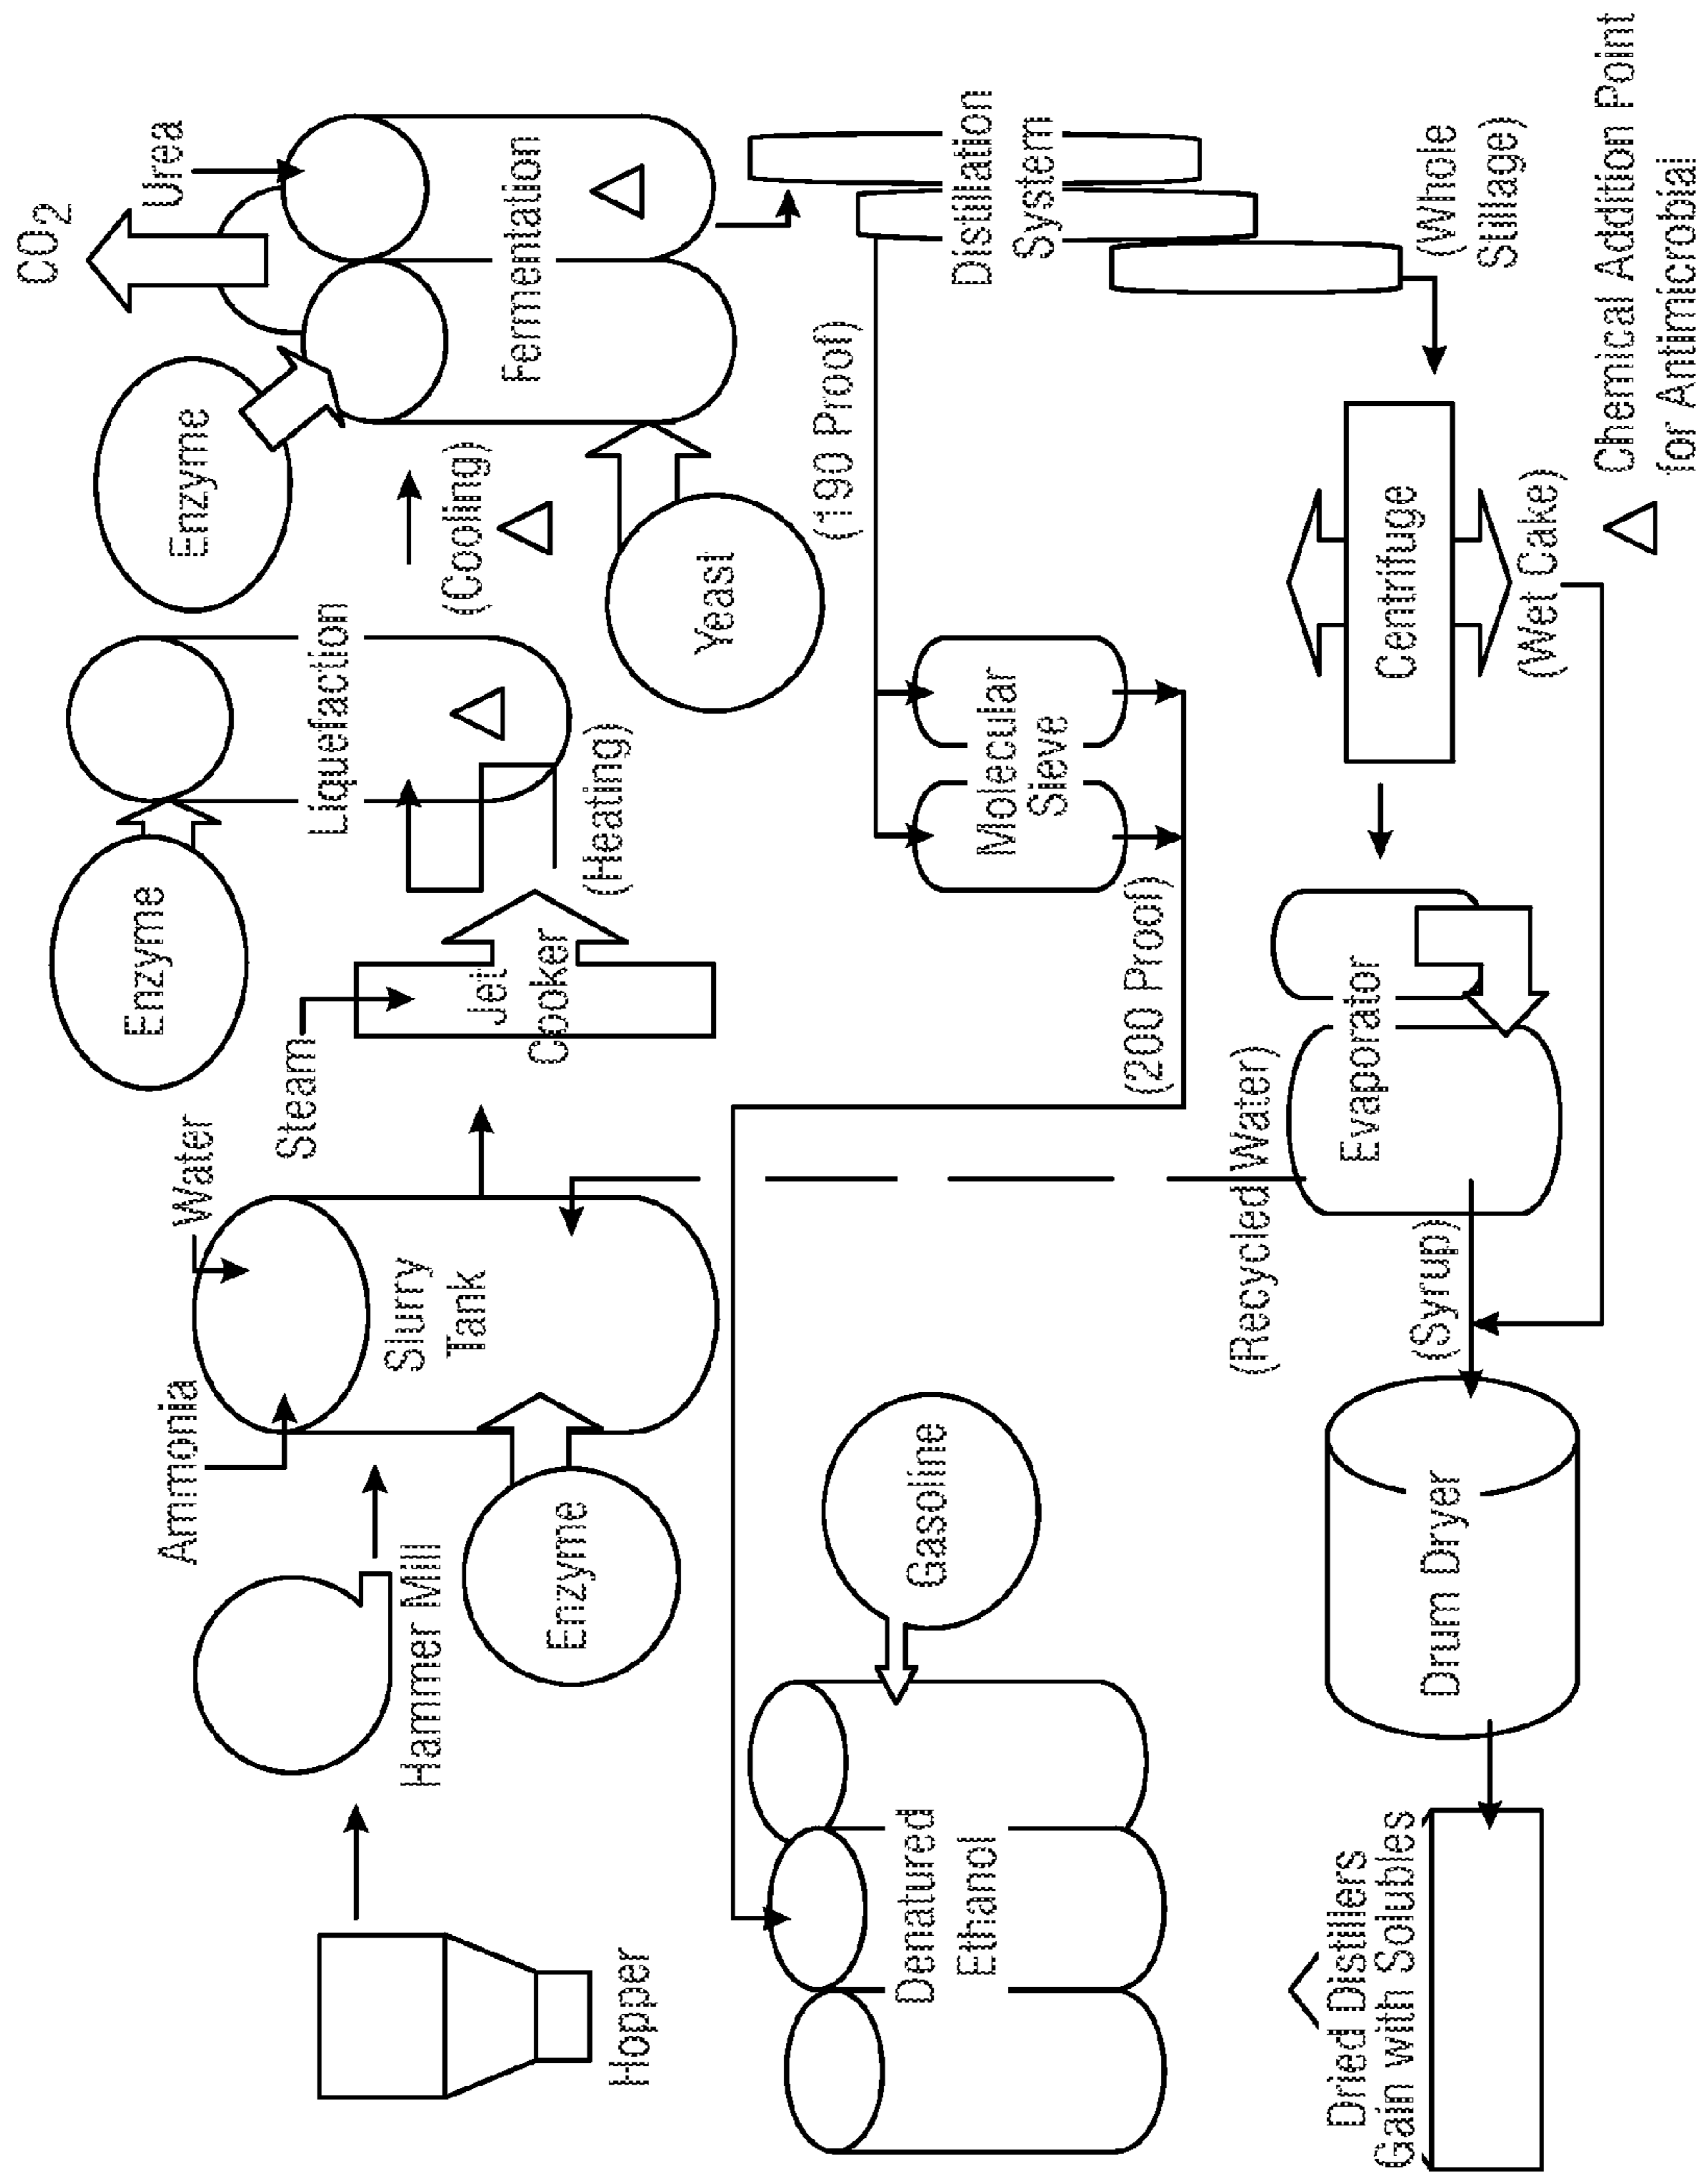 CO2
Urea
Enzyme
Enzyme
Water
Ammonia
Steam
Fermentation
Liquefaction
(Cooling)
Jet
Cooker
(Heating)
Yeast
Slurry
Tank
Hammer Mill
Enzyme
Hopper
(190 Proof)
Distillation
System
Molecular
Sieve
(200 Proof)
Gasoline
Denatured
Ethanol
(Whole
Sullage)
Centrifuge
(Wet Cake)
Evaporator
(Recycled Water)
(Syrup)
Drum Dryer
Dried Distillers
Gain with Solubles
Chemical Addition Point
for Antimicrobial